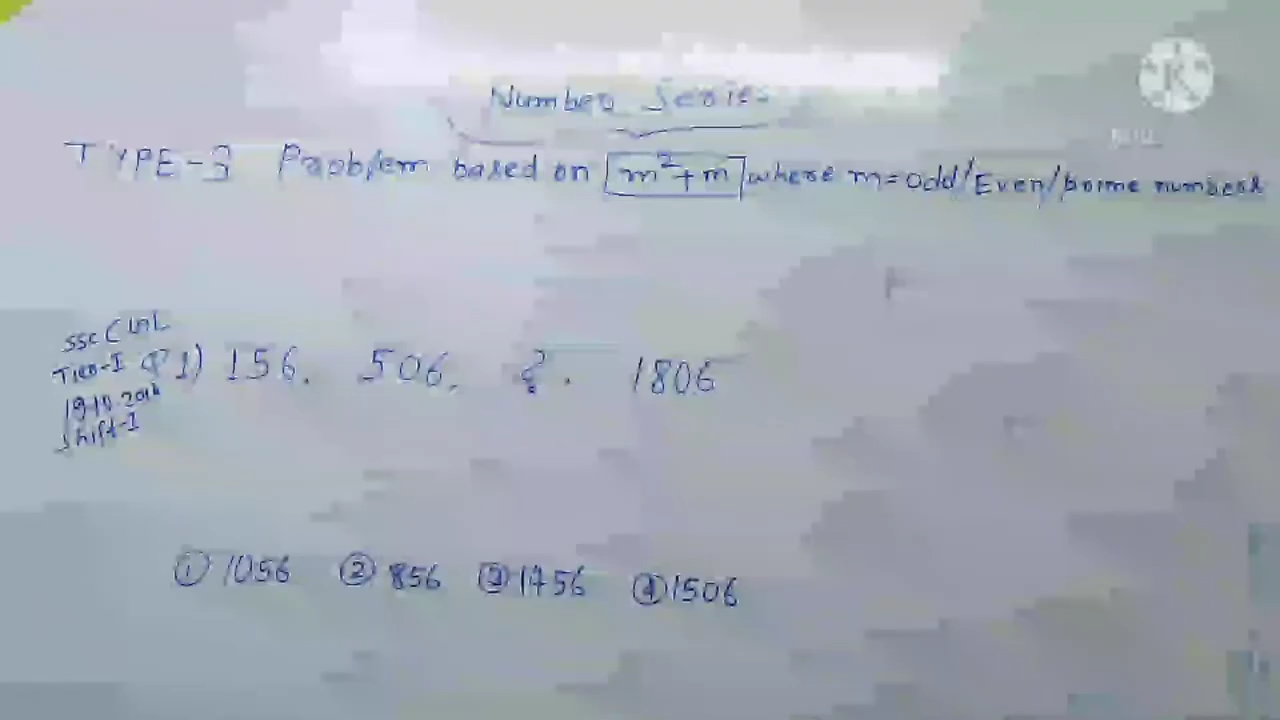 Number Series
TYPE-3 Problem based on m²+m where m=odd/Even/prime numbers
SSC CGL
Tier-I
Shift-I
Q1) 156, 506, ?, 1806
① 1056 ② 856 ③ 1756 ④ 1506